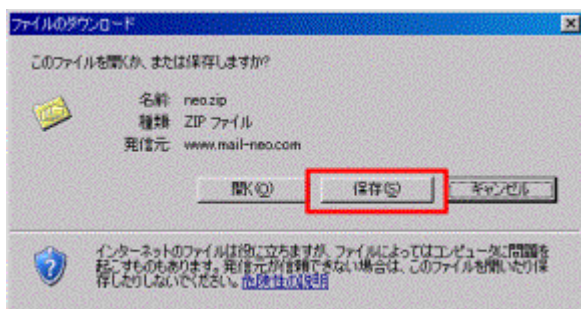 ファイルのダウンロード
このファイルを開くか、または保存しますか?
名前: neo.zip
種類: ZIP ファイル
発信元: www.mail-neo.com
開く(O) 保存(S) キャンセル
インターネットのファイルは役に立ちますが、ファイルによってはコンピュータに問題を
起こすものもあります。発信元が信頼できない場合は、このファイルを開いたり保
存したりしないでください。危険性の説明